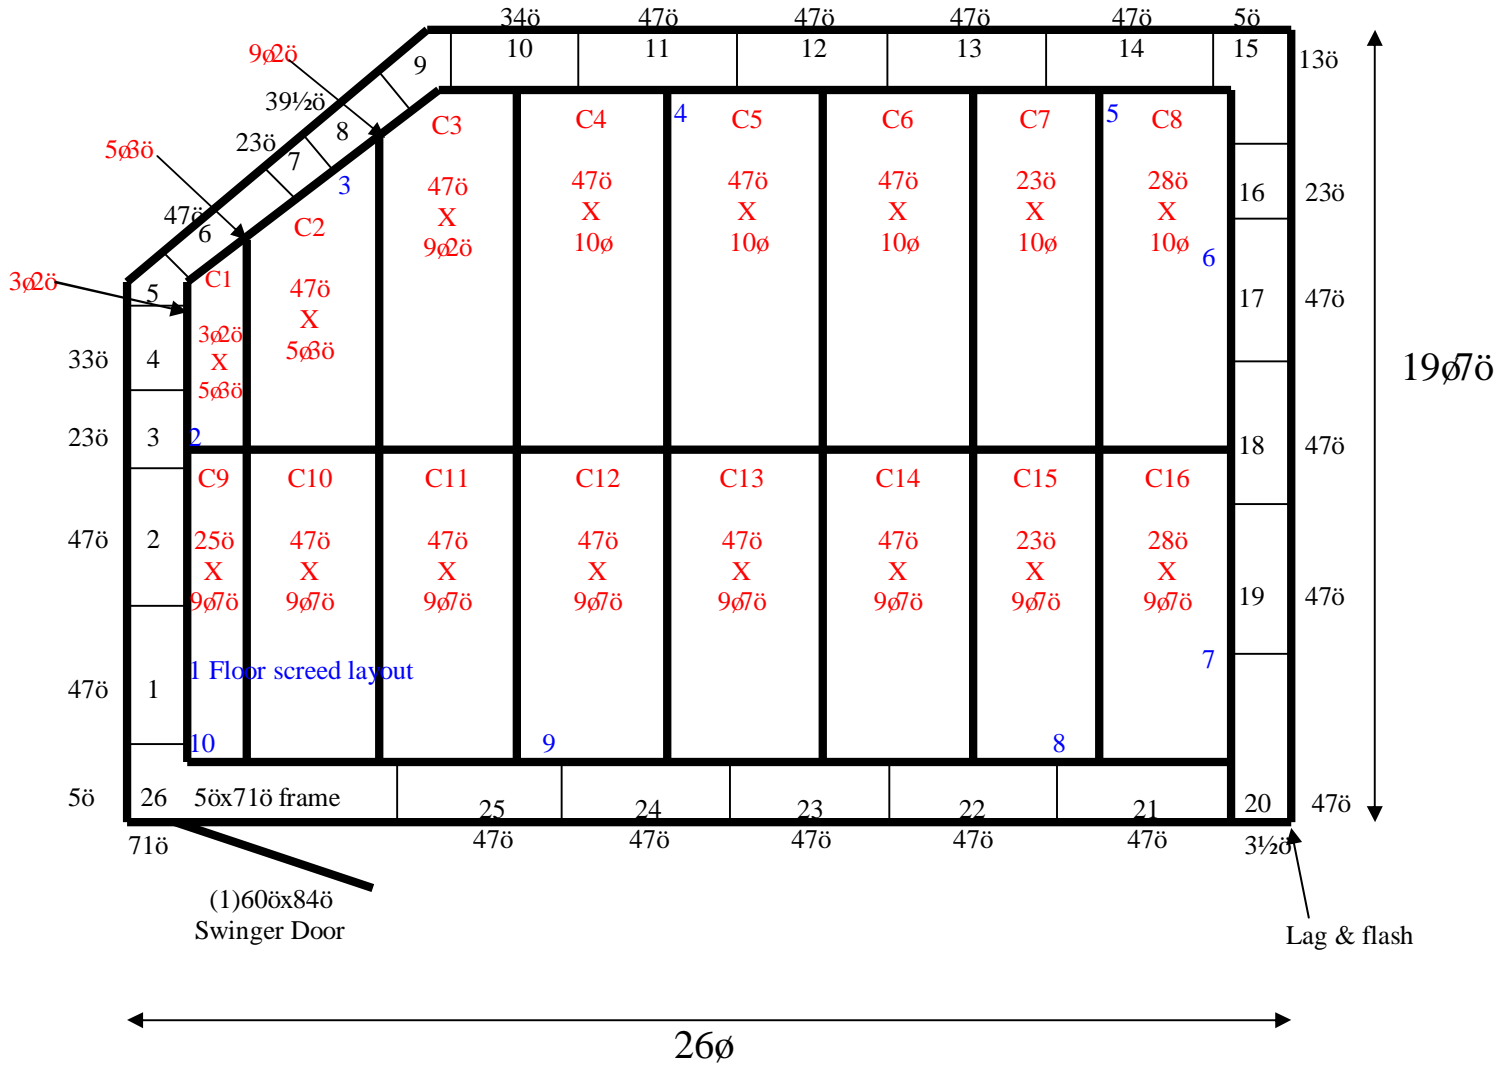 34ö 47ö 47ö 47ö 47ö 5ö
9 10 11 12 13 14 15
13ö
9ø2ö
39½ö
8
23ö
7
5ø3ö
47ö
6
3ø2ö
5
C3
47ö
X
9ø2ö
C4
47ö
X
10ø
4
C5
47ö
X
10ø
C6
47ö
X
10ø
C7
23ö
X
10ø
5
C8
28ö
X
10ø
16 23ö
3
C2
47ö
X
5ø3ö
C1
3ø2ö
X
5ø3ö
6
17 47ö
19ø7ö
33ö 4
23ö 3 2
18 47ö
C9
25ö
X
9ø7ö
C10
47ö
X
9ø7ö
C11
47ö
X
9ø7ö
C12
47ö
X
9ø7ö
C13
47ö
X
9ø7ö
C14
47ö
X
9ø7ö
C15
23ö
X
9ø7ö
C16
28ö
X
9ø7ö
47ö 2
19 47ö
7
47ö 1
1 Floor screed layout
10 9 8
5ö 26 5öx71ö frame
25 24 23 22 21 20 47ö
71ö 47ö 47ö 47ö 47ö 47ö 3½ö
(1)60öx84ö
Swinger Door
Lag & flash
26ø